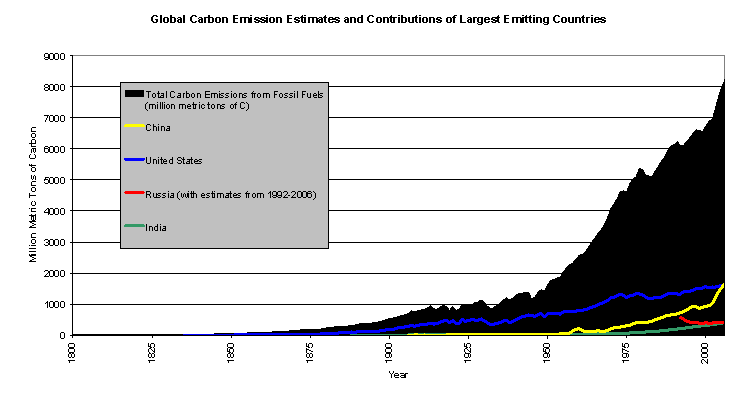 Global Carbon Emission Estimates and Contributions of Largest Emitting Countries
9000
8000
7000
6000
5000
4000
3000
2000
1000
0
Million Metric Tons of Carbon
Total Carbon Emissions from Fossil Fuels
(million metric tons of C)
China
United States
Russia (with estimates from 1992-2006)
India
1800
1825
1850
1875
1900
1925
1950
1975
2000
Year